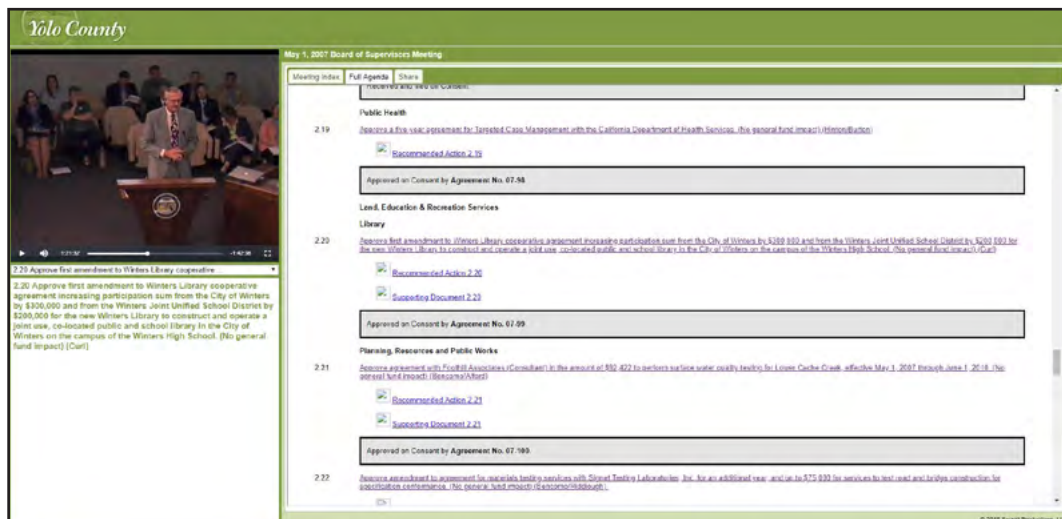 Yolo County
May 1, 2007 Board of Supervisors Meeting
Meeting Index Full Agenda Share
Received and filed on Consent
Public Health
2.19 Approve a five year agreement for Targeted Case Management with the California Department of Health Services. (No general fund impact) (Hinton/Burton)
Recommended Action 2.19
Approved on Consent by Agreement No. 07-98
Land, Education & Recreation Services
Library
2.20 Approve first amendment to Winters Library cooperative agreement increasing participation sum from the City of Winters by $300,000 and from the Winters Joint Unified School District by $200,000 for
the new Winters Library to construct and operate a joint use, co-located public and school library in the City of Winters on the campus of the Winters High School. (No general fund impact) (Curl)
Recommended Action 2.20
Supporting Document 2.20
Approved on Consent by Agreement No. 07-99
Planning, Resources and Public Works
2.21 Approve agreement with Foothill Associates (Consultant) in the amount of $92,422 to perform surface water quality testing for Lower Cache Creek, effective May 1, 2007 through June 1, 2010. (No
general fund impact) (Bencomo/Alford)
Recommended Action 2.21
Supporting Document 2.21
Approved on Consent by Agreement No. 07-100
2.22 Approve amendment to agreement for materials testing services with Signet Testing Laboratories, Inc. for an additional year, and up to $75,000 for services to test road and bridge construction for
specification conformance. (No general fund impact) (Bencomo/Riddiough)
2.20 Approve first amendment to Winters Library cooperative
2.20 Approve first amendment to Winters Library cooperative
agreement increasing participation sum from the City of Winters
by $300,000 and from the Winters Joint Unified School District by
$200,000 for the new Winters Library to construct and operate a
joint use, co-located public and school library in the City of
Winters on the campus of the Winters High School. (No general
fund impact) (Curl)